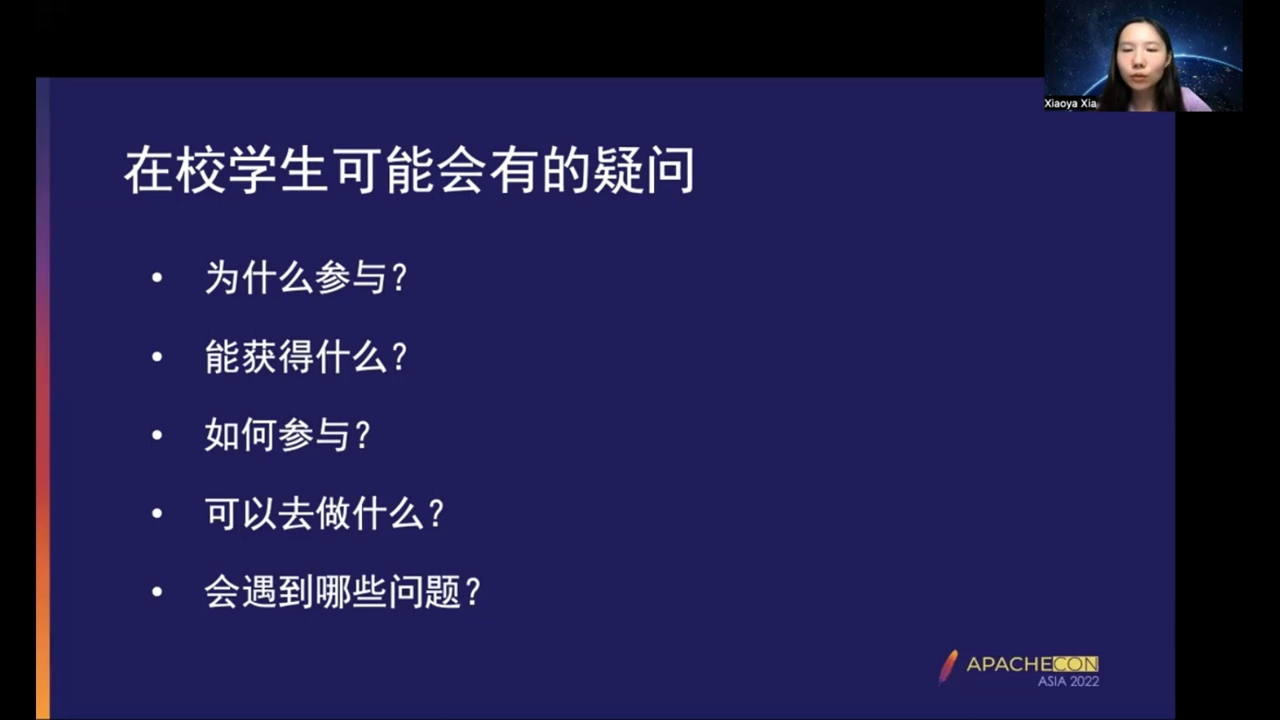 Xiaoya Xia
在校学生可能会有的疑问
• 为什么参与？
• 能获得什么？
• 如何参与？
• 可以去做什么？
• 会遇到哪些问题？
APACHECON
ASIA 2022